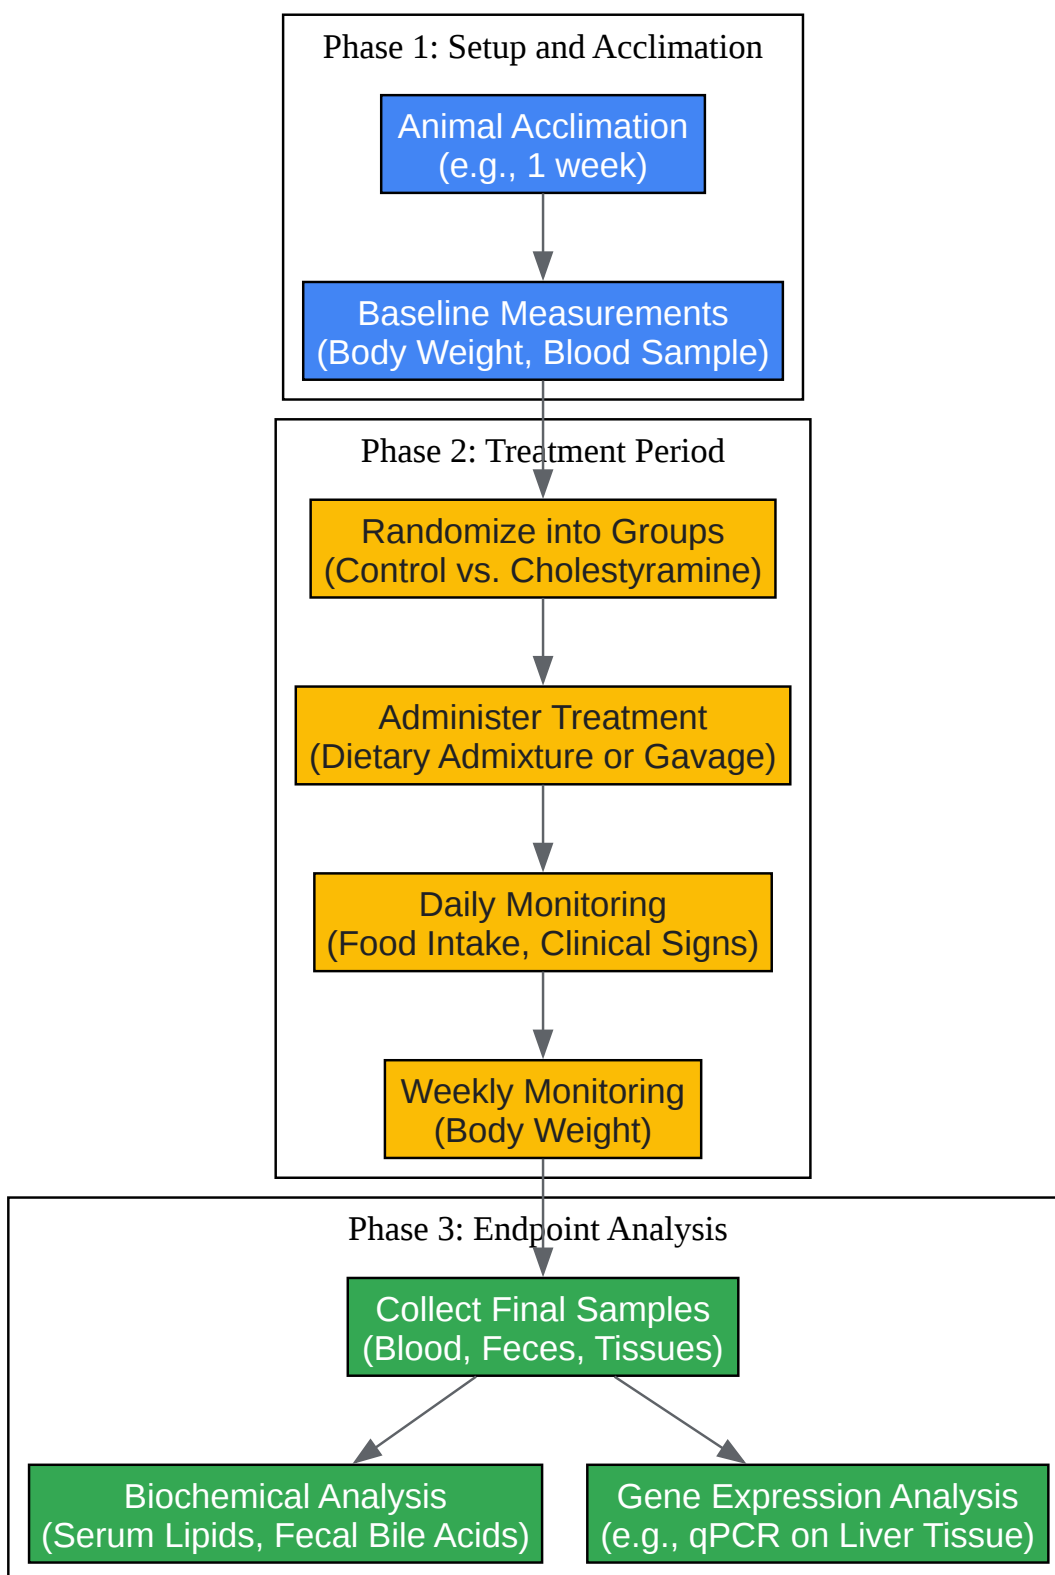 Phase 1: Setup and Acclimation
Animal Acclimation
(e.g., 1 week)
Baseline Measurements
(Body Weight, Blood Sample)
Phase 2: Treatment Period
Randomize into Groups
(Control vs. Cholestyramine)
Administer Treatment
(Dietary Admixture or Gavage)
Daily Monitoring
(Food Intake, Clinical Signs)
Weekly Monitoring
(Body Weight)
Phase 3: Endpoint Analysis
Collect Final Samples
(Blood, Feces, Tissues)
Biochemical Analysis
(Serum Lipids, Fecal Bile Acids)
Gene Expression Analysis
(e.g., qPCR on Liver Tissue)